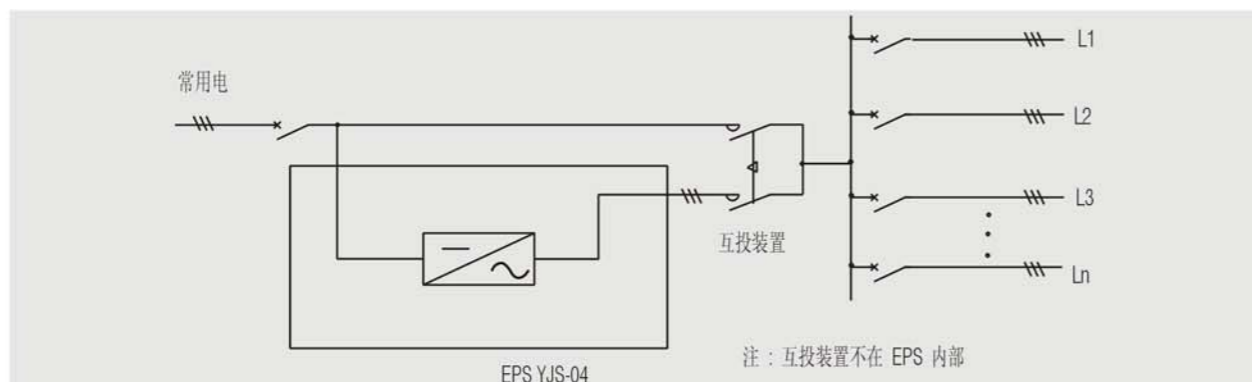 常用电
L1
L2
L3
Ln
互投装置
注：互投装置不在 EPS 内部
EPS YJS-04